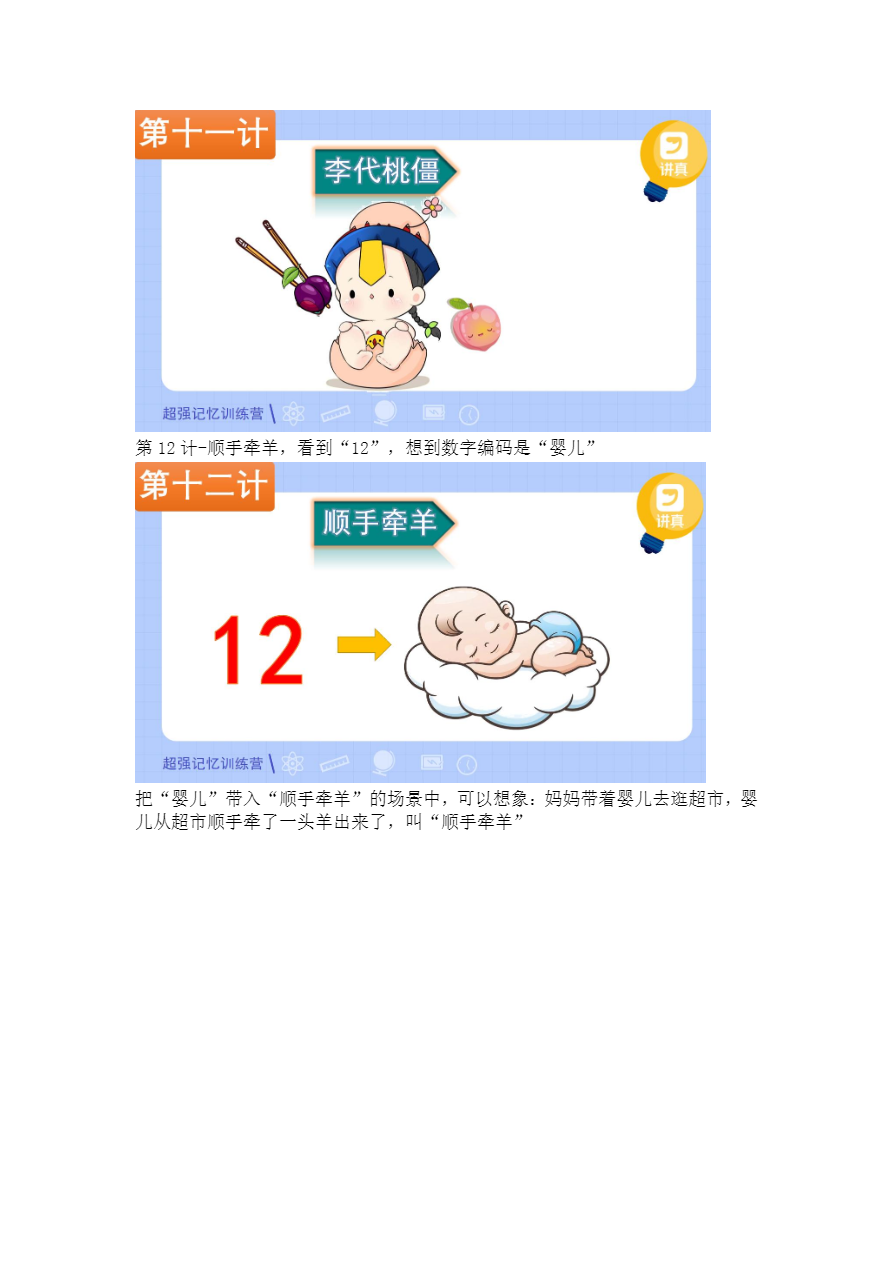 第十一计
李代桃僵
讲真
超强记忆训练营
第 12 计-顺手牵羊，看到“12”，想到数字编码是“婴儿”
第十二计
顺手牵羊
讲真
12
超强记忆训练营
把“婴儿”带入“顺手牵羊”的场景中，可以想象：妈妈带着婴儿去逛超市，婴
儿从超市顺手牵了一头羊出来了，叫“顺手牵羊”